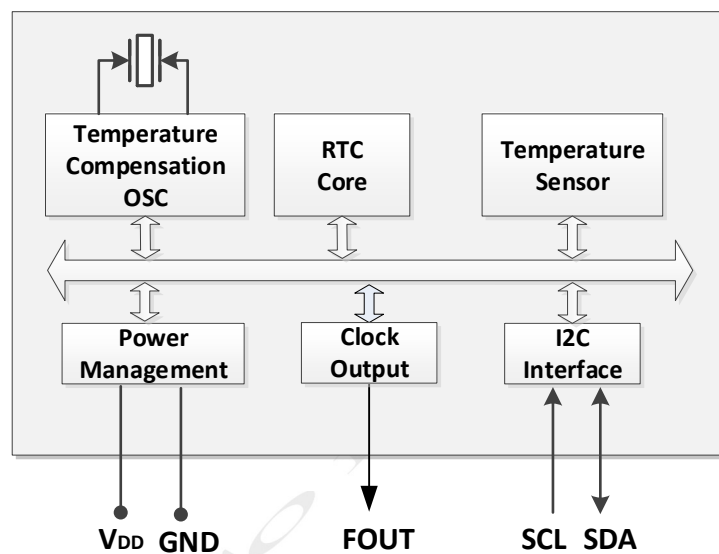 Temperature
Compensation
OSC
RTC
Core
Temperature
Sensor
Power
Management
Clock
Output
I2C
Interface
VDD GND FOUT SCL SDA